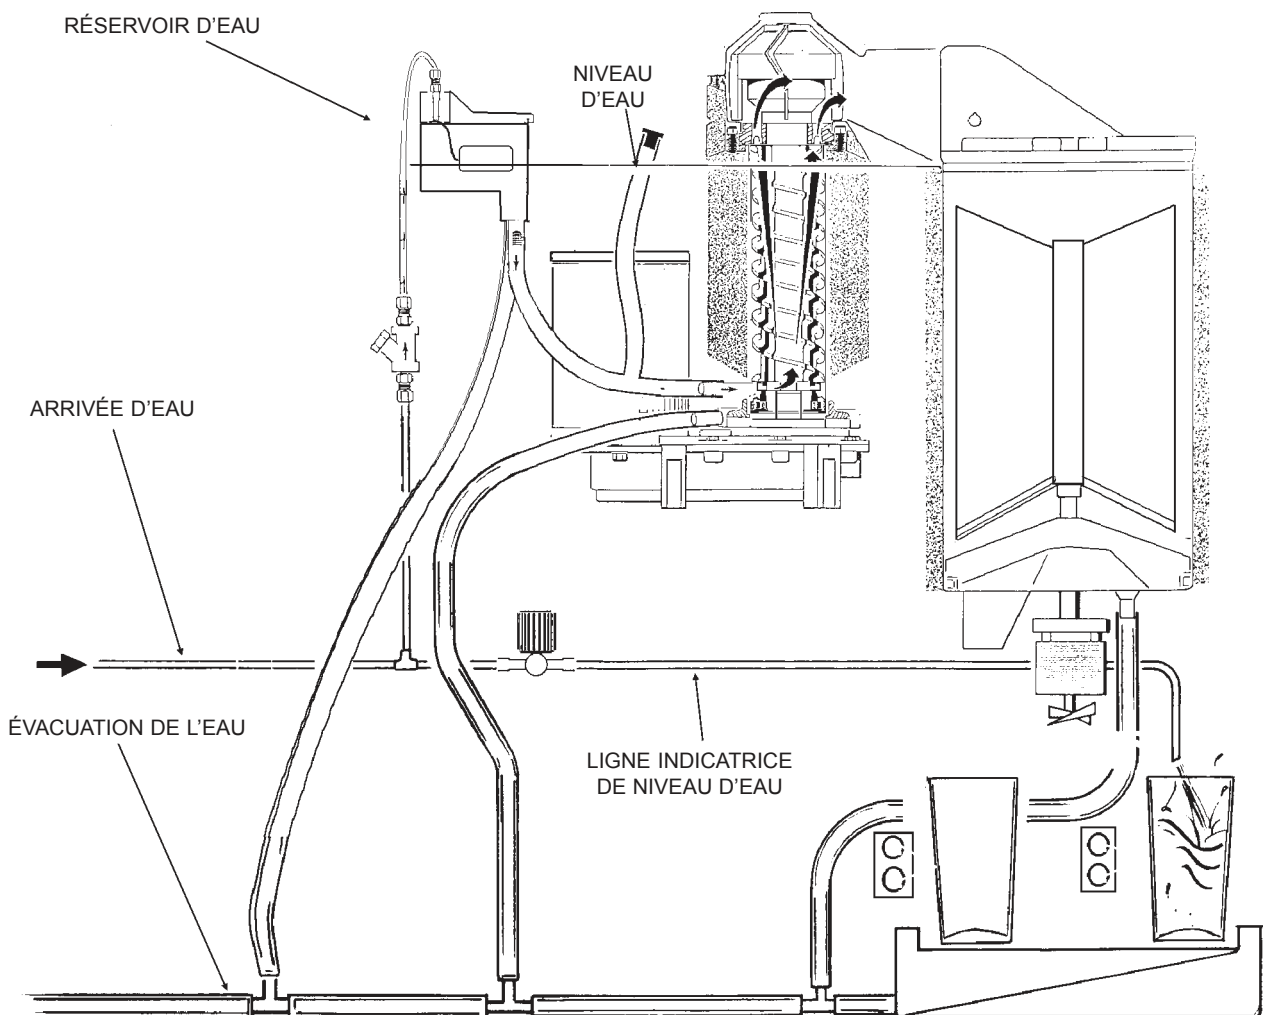 RÉSERVOIR D’EAU
NIVEAU
D’EAU
ARRIVÉE D’EAU
ÉVACUATION DE L’EAU
LIGNE INDICATRICE
DE NIVEAU D’EAU